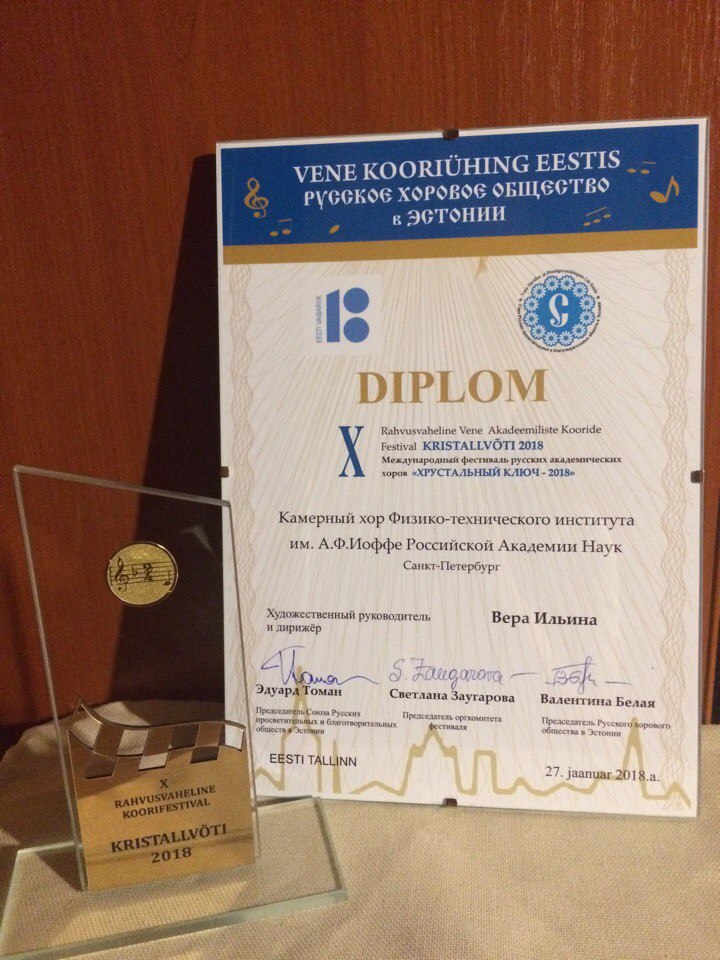 VENE KOORIÜHING EESTIS
РУССКОЕ ХОРОВОЕ ОБЩЕСТВО
в ЭСТОНИИ
EESTI VABARIIK
DIPLOM
X
Rahvusvaheline Vene Akadeemiliste Kooride
Festival KRISTALLVÕTI 2018
Международный фестиваль русских академических
хоров «ХРУСТАЛЬНЫЙ КЛЮЧ - 2018»
Камерный хор Физико-технического института
им. А.Ф.Иоффе Российской Академии Наук
Санкт-Петербург
Художественный руководитель
и дирижёр
Вера Ильина
S. Zaugarova
Эдуард Томан
Светлана Заугарова
Валентина Белая
Председатель Союза Русских
просветительных и благотворительных
обществ в Эстонии
Председатель оргкомитета
фестиваля
Председатель Русского хорового
общества в Эстонии
EESTI TALLINN
27. jaanuar 2018.a.
X
RAHVUSVAHELINE
KOORIFESTIVAL
KRISTALLVÕTI
2018